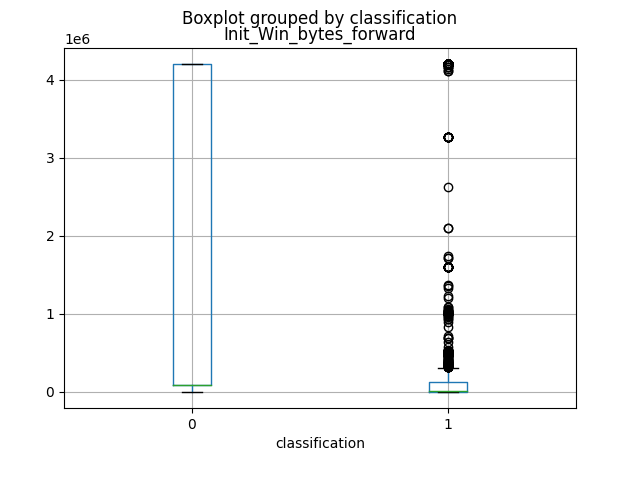 Boxplot grouped by classification
Init_Win_bytes_forward
1e6
4
3
2
1
0
0 1
classification